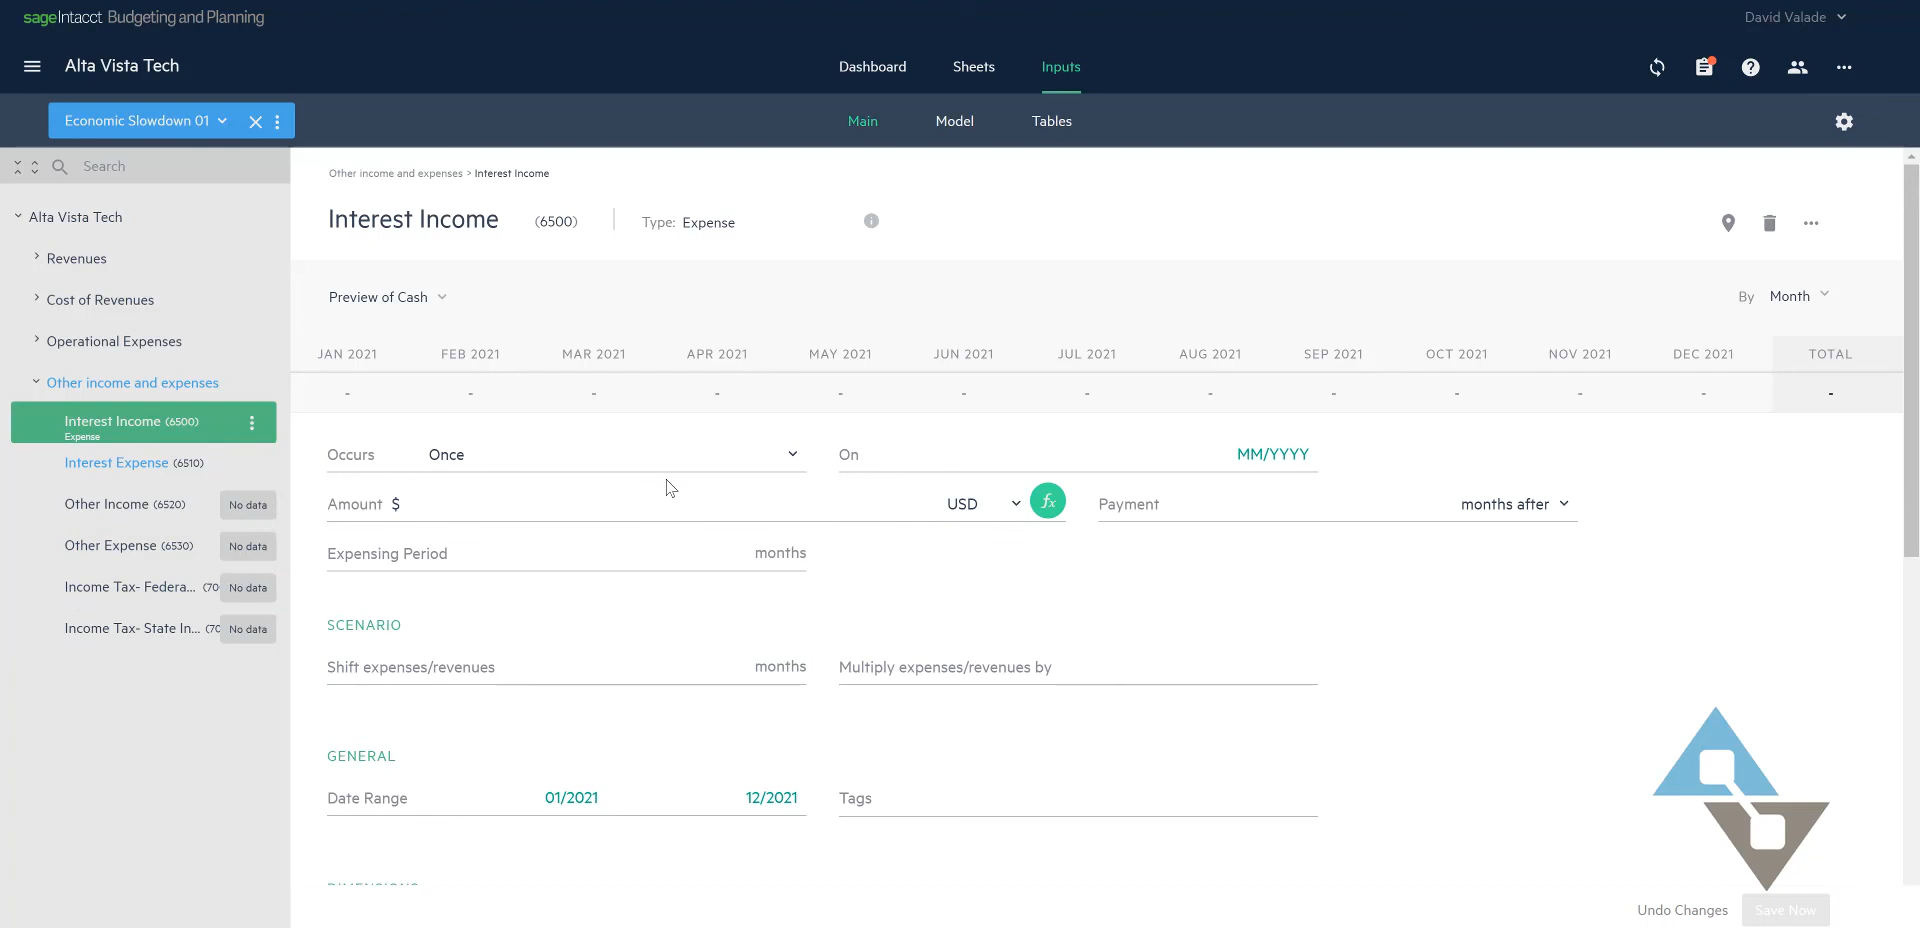 sageIntacct Budgeting and Planning
David Valade
Alta Vista Tech
Dashboard Sheets Inputs
Economic Slowdown 01
Main Model Tables
Search
Alta Vista Tech
Revenues
Cost of Revenues
Operational Expenses
Other income and expenses
Interest Income (6500)
Expense
Interest Expense (6510)
Other Income (6520) No data
Other Expense (6530) No data
Income Tax- Federa... (70 No data
Income Tax- State In... (70 No data
Other income and expenses > Interest Income
Interest Income (6500) Type: Expense
Preview of Cash By Month
JAN 2021 FEB 2021 MAR 2021 APR 2021 MAY 2021 JUN 2021 JUL 2021 AUG 2021 SEP 2021 OCT 2021 NOV 2021 DEC 2021 TOTAL
- - - - - - - - - - - - -
Occurs Once On MM/YYYY
Amount $ USD fx Payment months after
Expensing Period months
SCENARIO
Shift expenses/revenues months Multiply expenses/revenues by
GENERAL
Date Range 01/2021 12/2021 Tags
Undo Changes Save Now